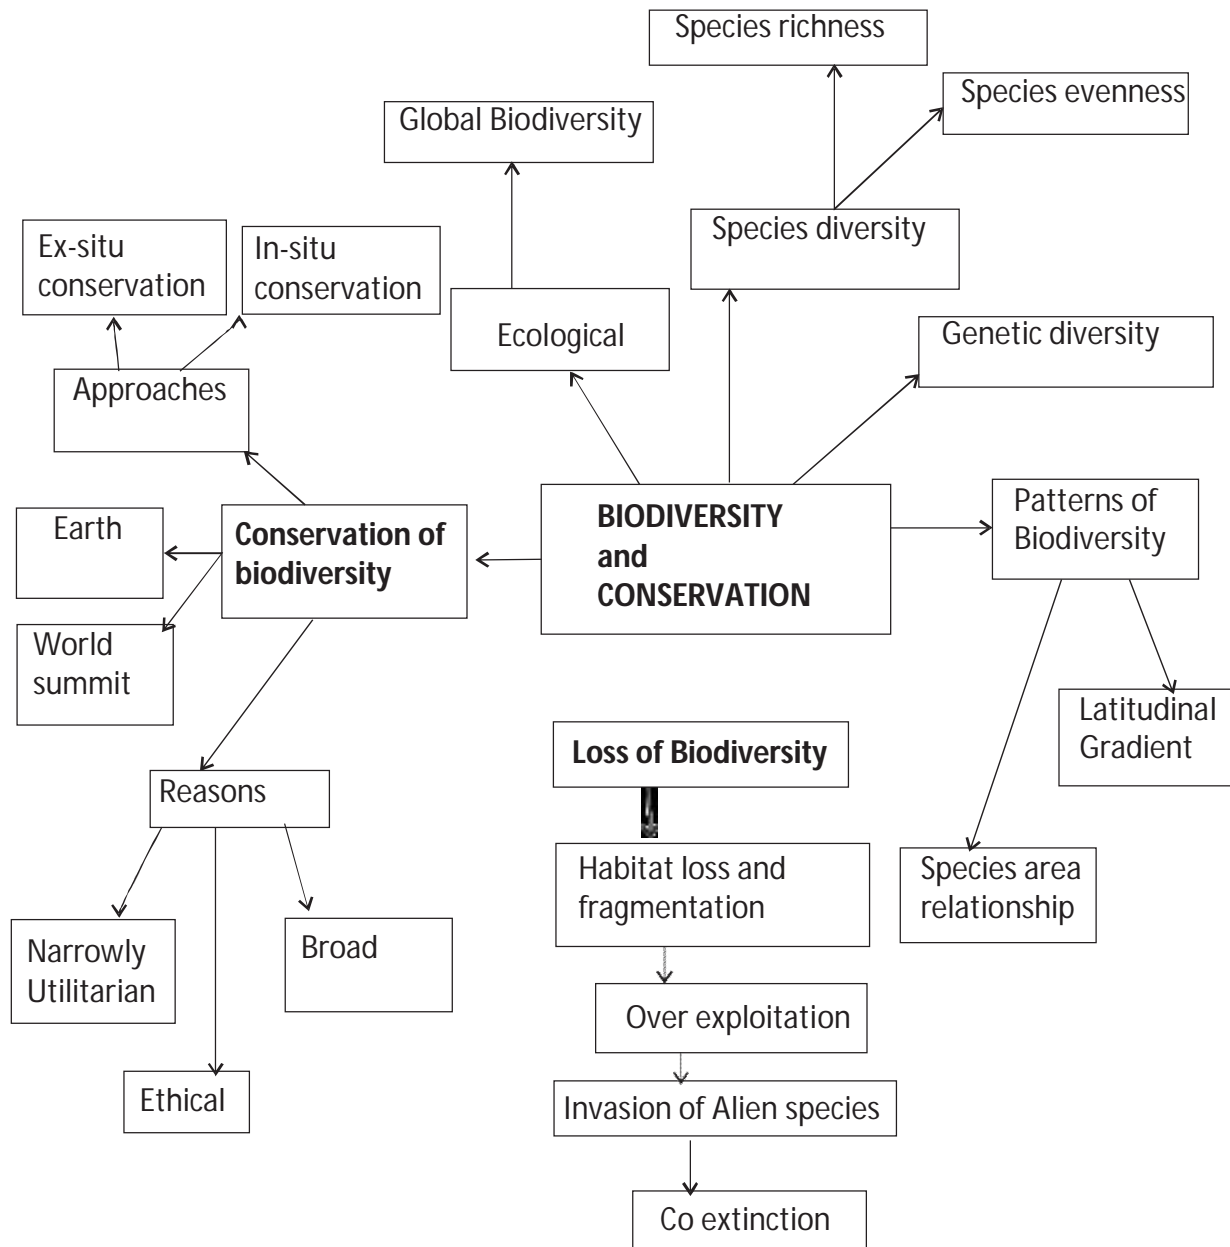 Species richness
Species evenness
Global Biodiversity
Species diversity
Ex-situ
conservation
In-situ
conservation
Ecological
Genetic diversity
Approaches
Earth
Conservation of
biodiversity
BIODIVERSITY
and
CONSERVATION
Patterns of
Biodiversity
World
summit
Latitudinal
Gradient
Loss of Biodiversity
Reasons
Habitat loss and
fragmentation
Species area
relationship
Narrowly
Utilitarian
Broad
Over exploitation
Ethical
Invasion of Alien species
Co extinction